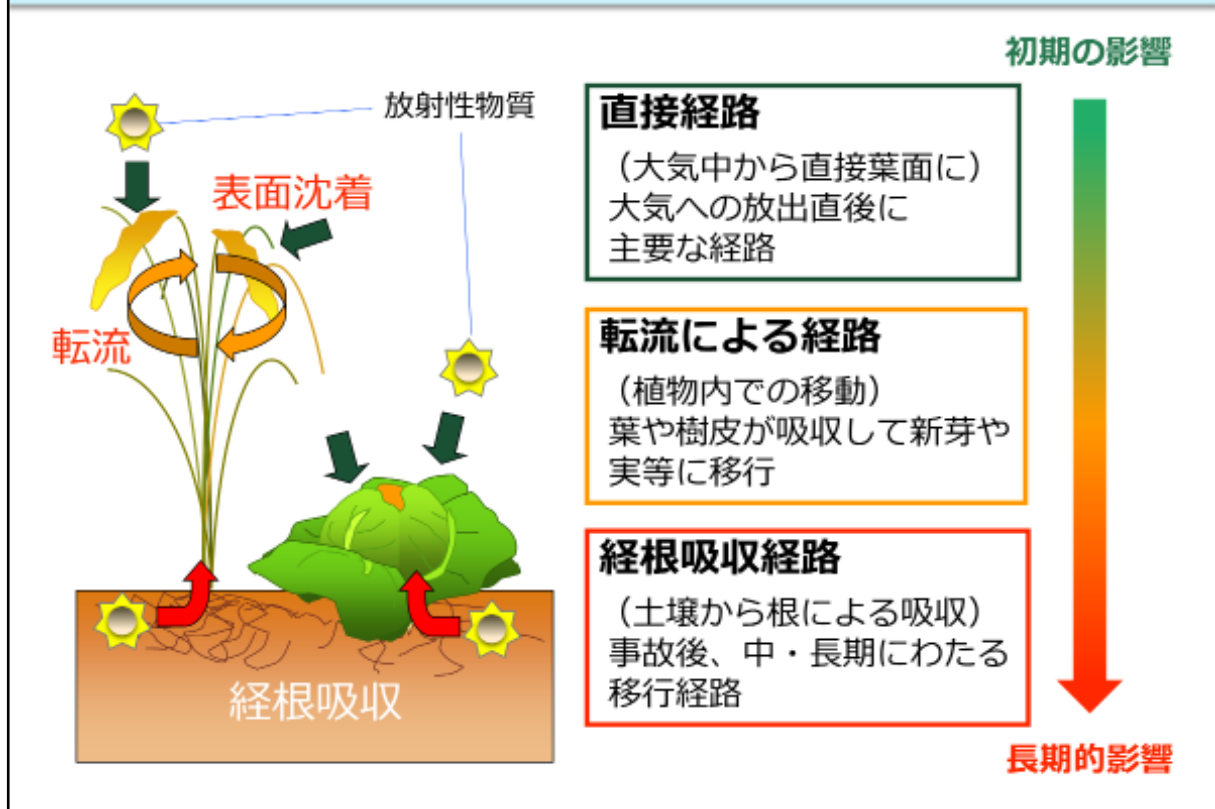 初期の影響
放射性物質
表面沈着
転流
経根吸収
直接経路
（大気中から直接葉面に）
大気への放出直後に
主要な経路
転流による経路
（植物内での移動）
葉や樹皮が吸収して新芽や
実等に移行
経根吸収経路
（土壌から根による吸収）
事故後、中・長期にわたる
移行経路
長期的影響